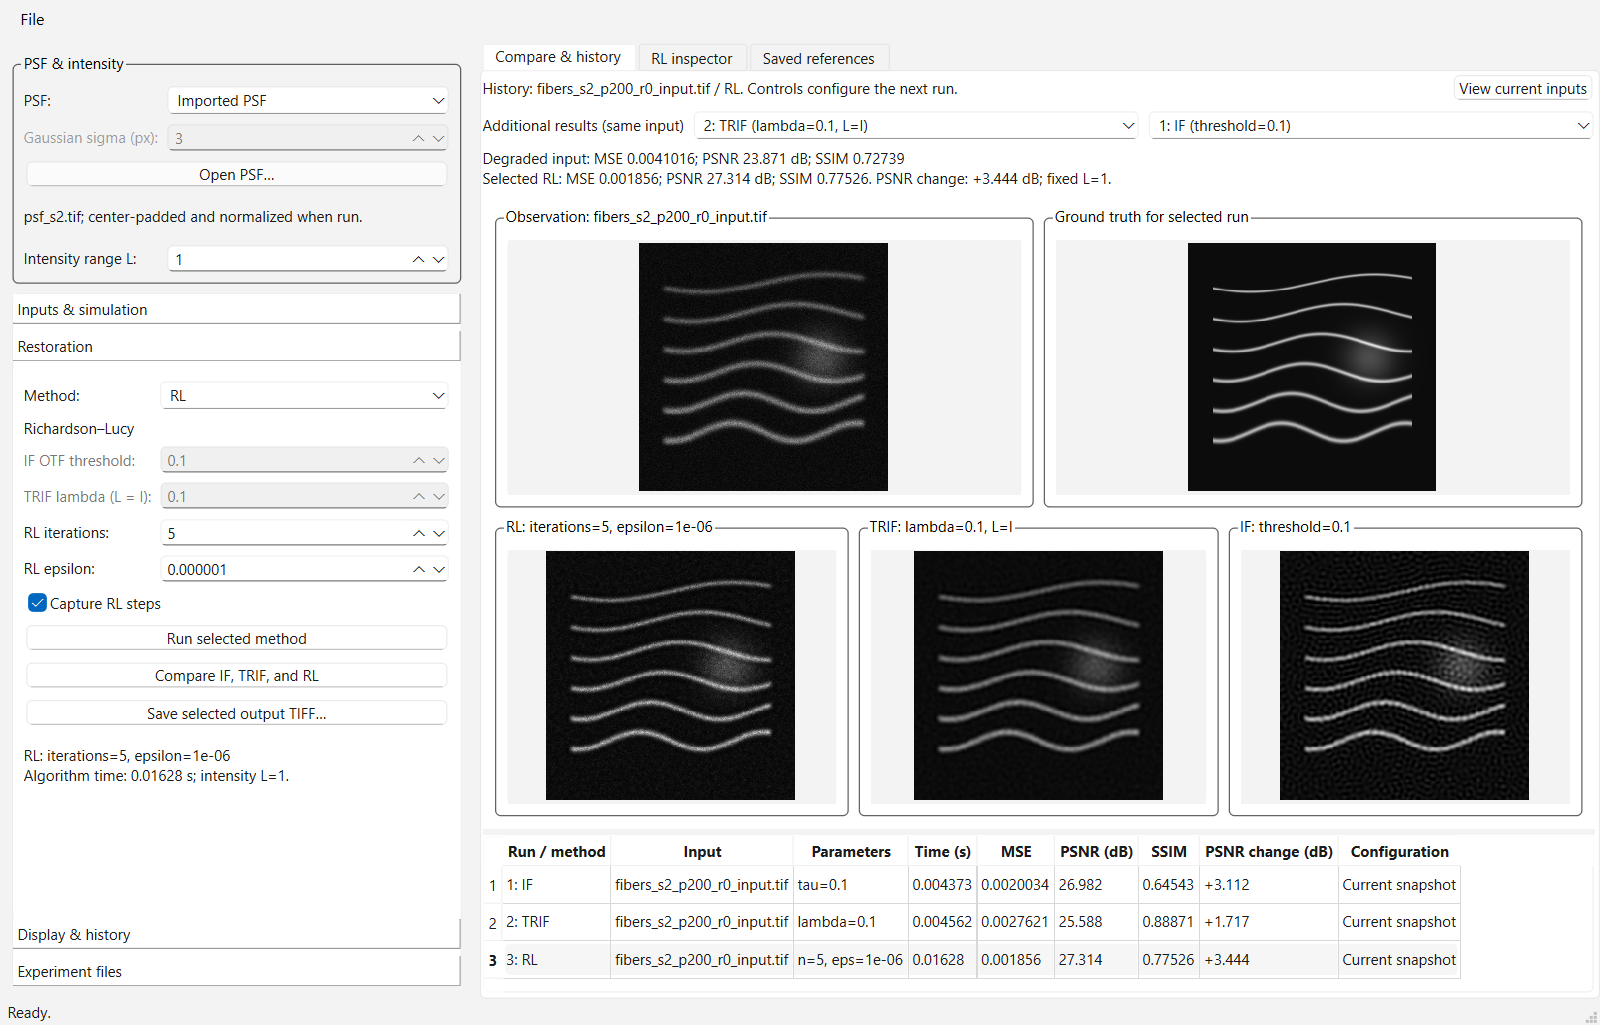 File
PSF & intensity
PSF:
Imported PSF
Gaussian sigma (px):
3
Open PSF...
psf_s2.tif; center-padded and normalized when run.
Intensity range L:
1
Inputs & simulation
Restoration
Method:
RL
Richardson–Lucy
IF OTF threshold:
0.1
TRIF lambda (L = I):
0.1
RL iterations:
5
RL epsilon:
0.000001
Capture RL steps
Run selected method
Compare IF, TRIF, and RL
Save selected output TIFF...
RL: iterations=5, epsilon=1e-06
Algorithm time: 0.01628 s; intensity L=1.
Display & history
Experiment files
Ready.
Compare & history
RL inspector
Saved references
History: fibers_s2_p200_r0_input.tif / RL. Controls configure the next run.
View current inputs
Additional results (same input)
2: TRIF (lambda=0.1, L=I)
1: IF (threshold=0.1)
Degraded input: MSE 0.0041016; PSNR 23.871 dB; SSIM 0.72739
Selected RL: MSE 0.001856; PSNR 27.314 dB; SSIM 0.77526. PSNR change: +3.444 dB; fixed L=1.
Observation: fibers_s2_p200_r0_input.tif
Ground truth for selected run
RL: iterations=5, epsilon=1e-06
TRIF: lambda=0.1, L=I
IF: threshold=0.1
Run / method Input Parameters Time (s) MSE PSNR (dB) SSIM PSNR change (dB) Configuration
1 1: IF fibers_s2_p200_r0_input.tif tau=0.1 0.004373 0.0020034 26.982 0.64543 +3.112 Current snapshot
2 2: TRIF fibers_s2_p200_r0_input.tif lambda=0.1 0.004562 0.0027621 25.588 0.88871 +1.717 Current snapshot
3 3: RL fibers_s2_p200_r0_input.tif n=5, eps=1e-06 0.01628 0.001856 27.314 0.77526 +3.444 Current snapshot